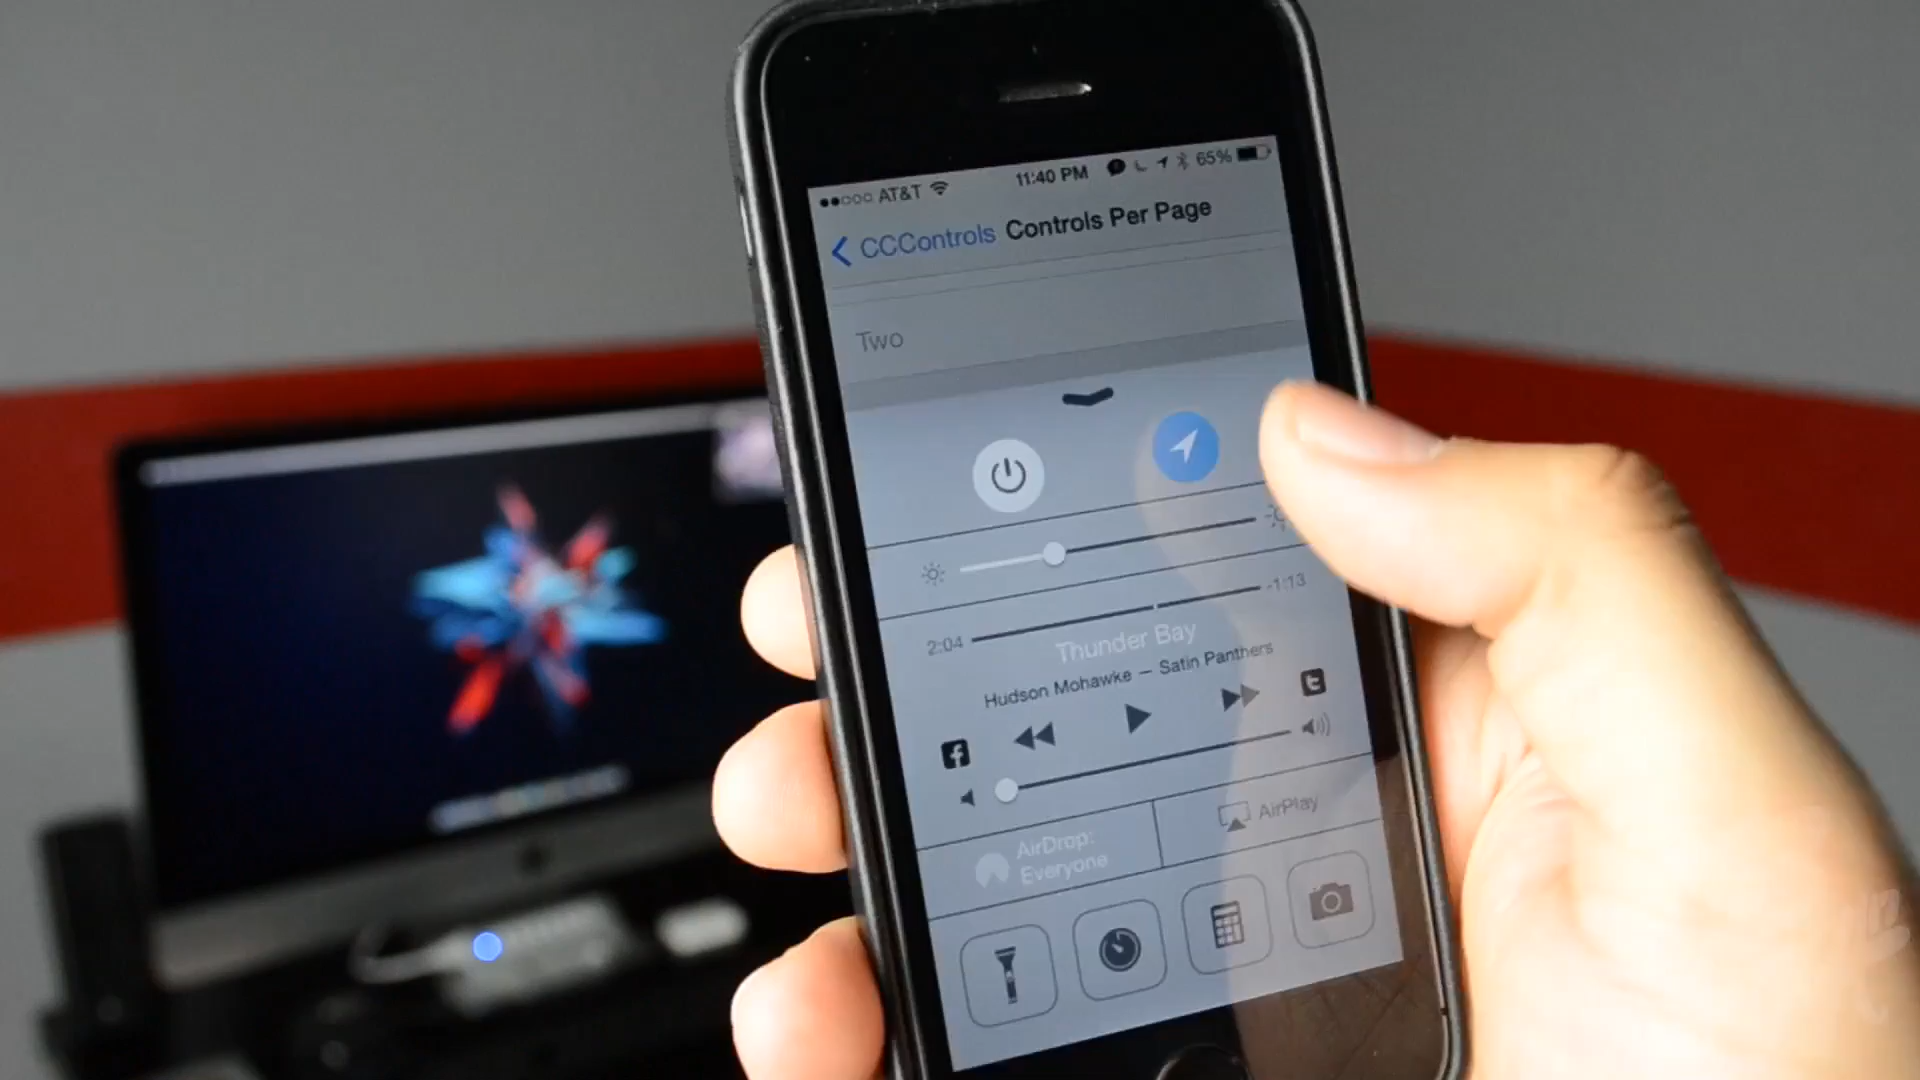 AT&T 11:40 PM 65%
CCControls Controls Per Page
Two
2:04 -1:13
Thunder Bay
Hudson Mohawke — Satin Panthers
AirDrop:
Everyone
AirPlay